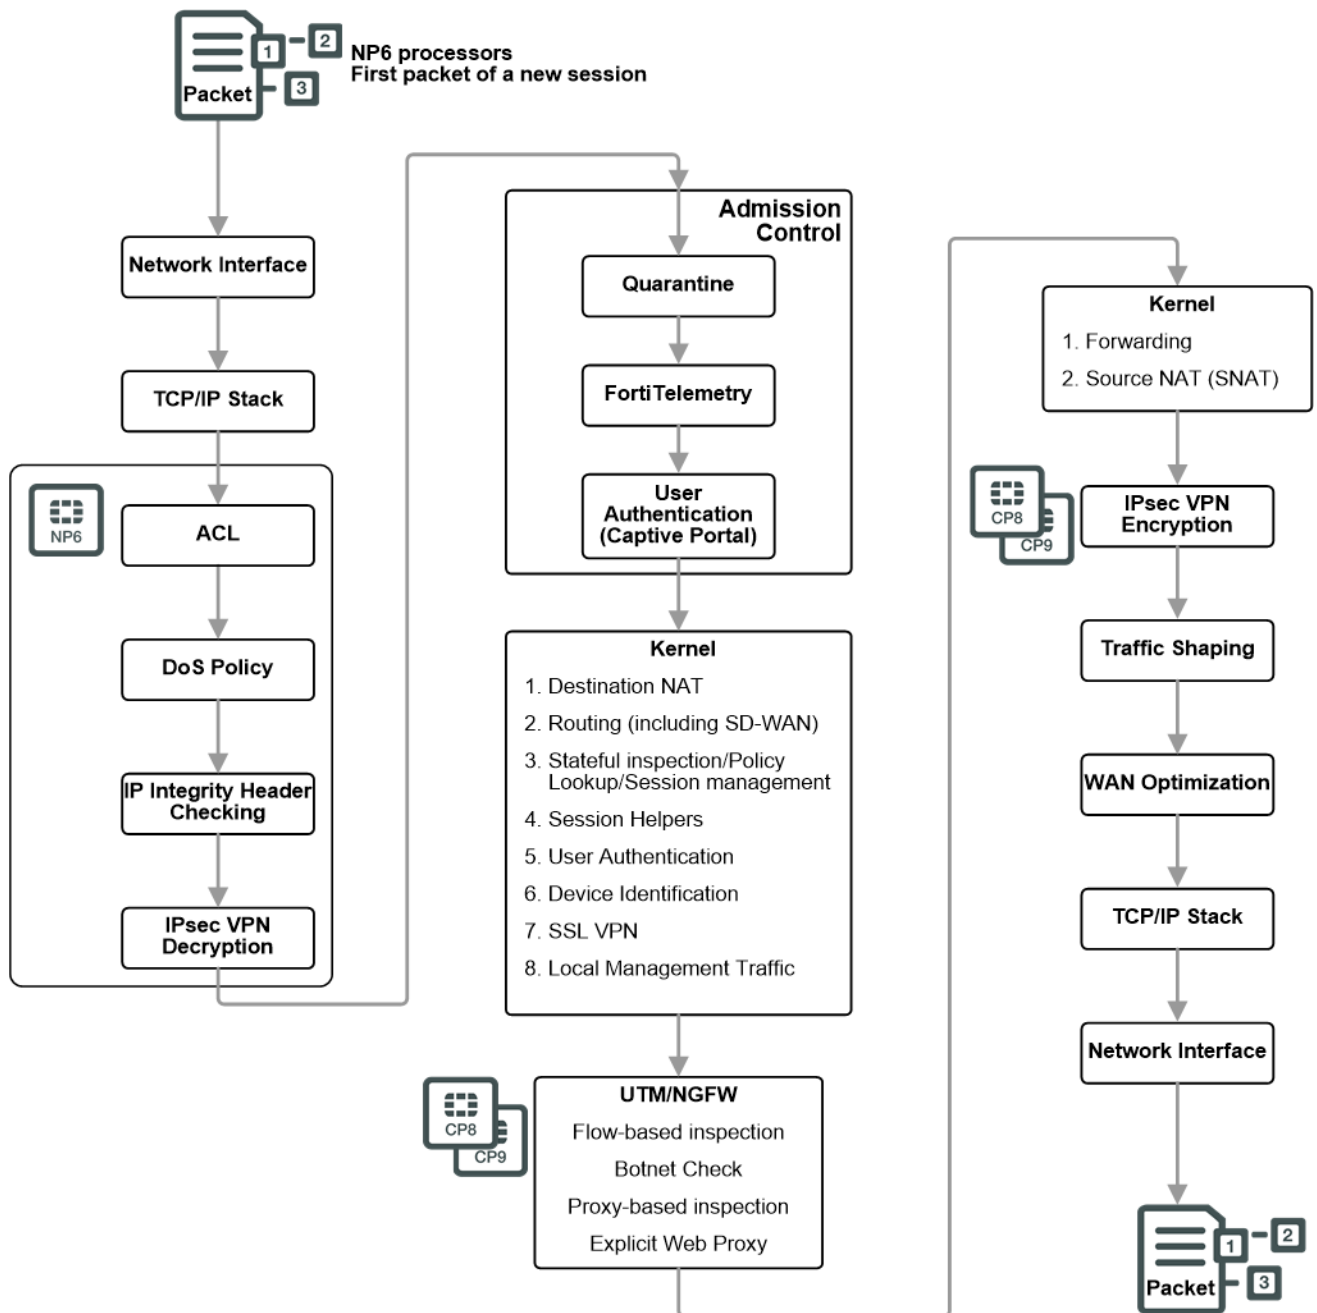 1
2
3
Packet
NP6 processors
First packet of a new session
Network Interface
TCP/IP Stack
NP6
ACL
DoS Policy
IP Integrity Header
Checking
IPsec VPN
Decryption
Admission
Control
Quarantine
FortiTelemetry
User
Authentication
(Captive Portal)
Kernel
1. Destination NAT
2. Routing (including SD-WAN)
3. Stateful inspection/Policy
Lookup/Session management
4. Session Helpers
5. User Authentication
6. Device Identification
7. SSL VPN
8. Local Management Traffic
CP8
CP9
UTM/NGFW
Flow-based inspection
Botnet Check
Proxy-based inspection
Explicit Web Proxy
Kernel
1. Forwarding
2. Source NAT (SNAT)
CP8
CP9
IPsec VPN
Encryption
Traffic Shaping
WAN Optimization
TCP/IP Stack
Network Interface
1
2
3
Packet